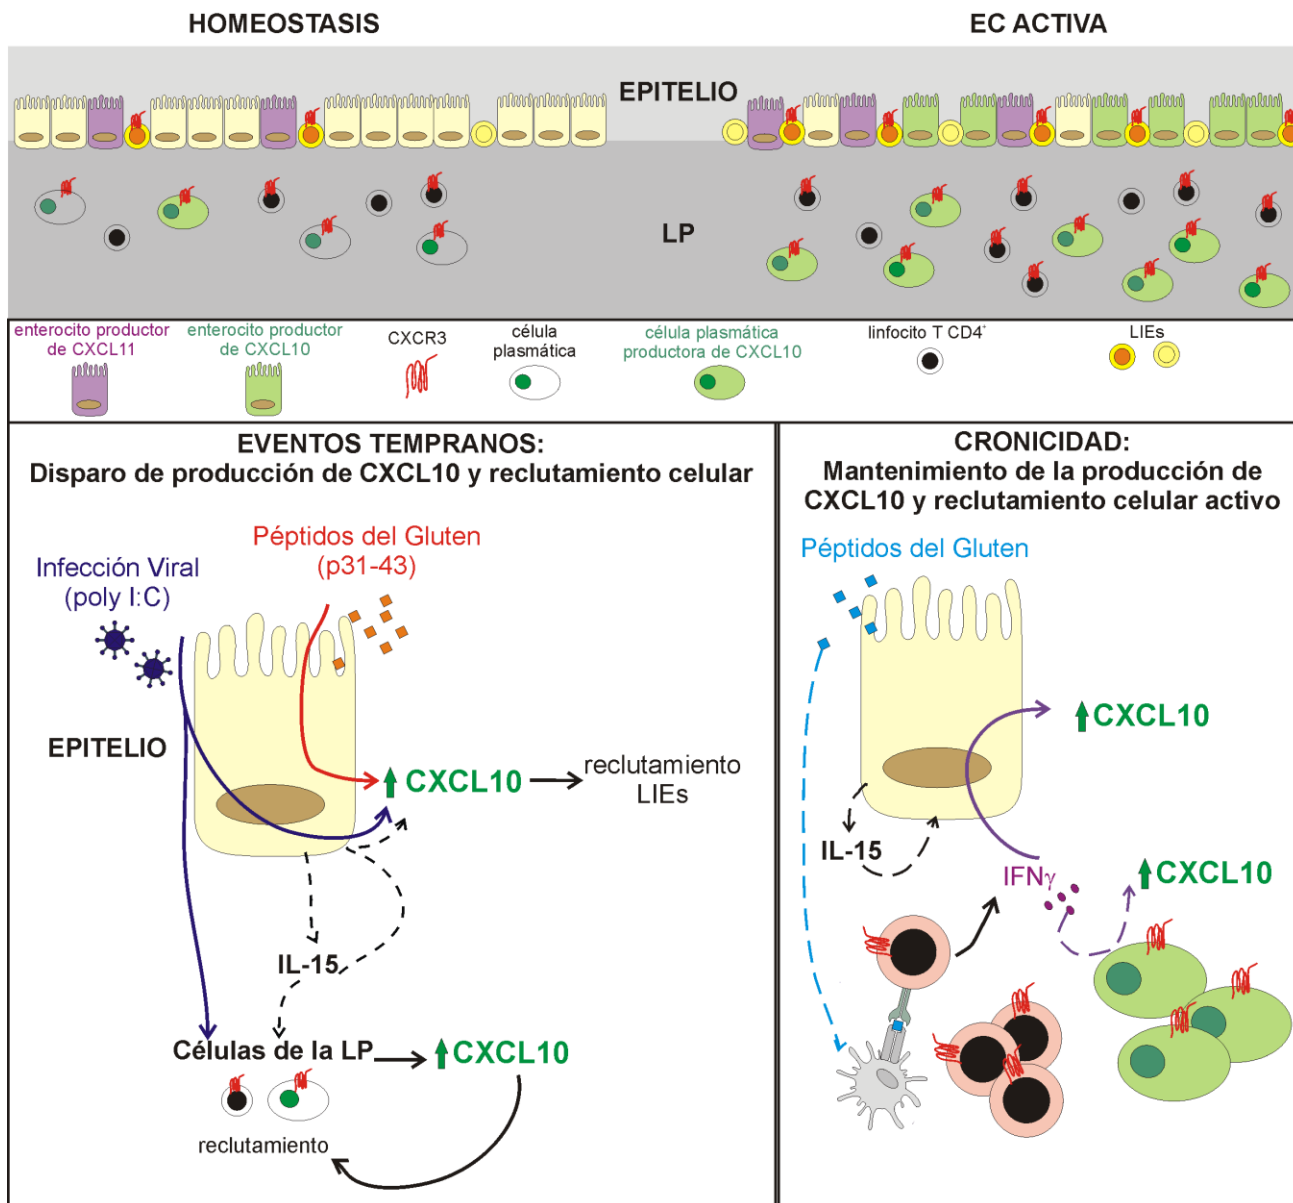 HOMEOSTASIS
EC ACTIVA
EPITELIO
LP
enterocito productor
de CXCL11
enterocito productor
de CXCL10
CXCR3
célula
plasmática
célula plasmática
productora de CXCL10
linfocito T CD4⁺
LIEs
EVENTOS TEMPRANOS:
Disparo de producción de CXCL10 y reclutamiento celular
Infección Viral
(poly I:C)
Péptidos del Gluten
(p31-43)
EPITELIO
CXCL10
reclutamiento
LIEs
IL-15
Células de la LP
CXCL10
reclutamiento
CRONICIDAD:
Mantenimiento de la producción de
CXCL10 y reclutamiento celular activo
Péptidos del Gluten
CXCL10
IL-15
IFNγ
CXCL10